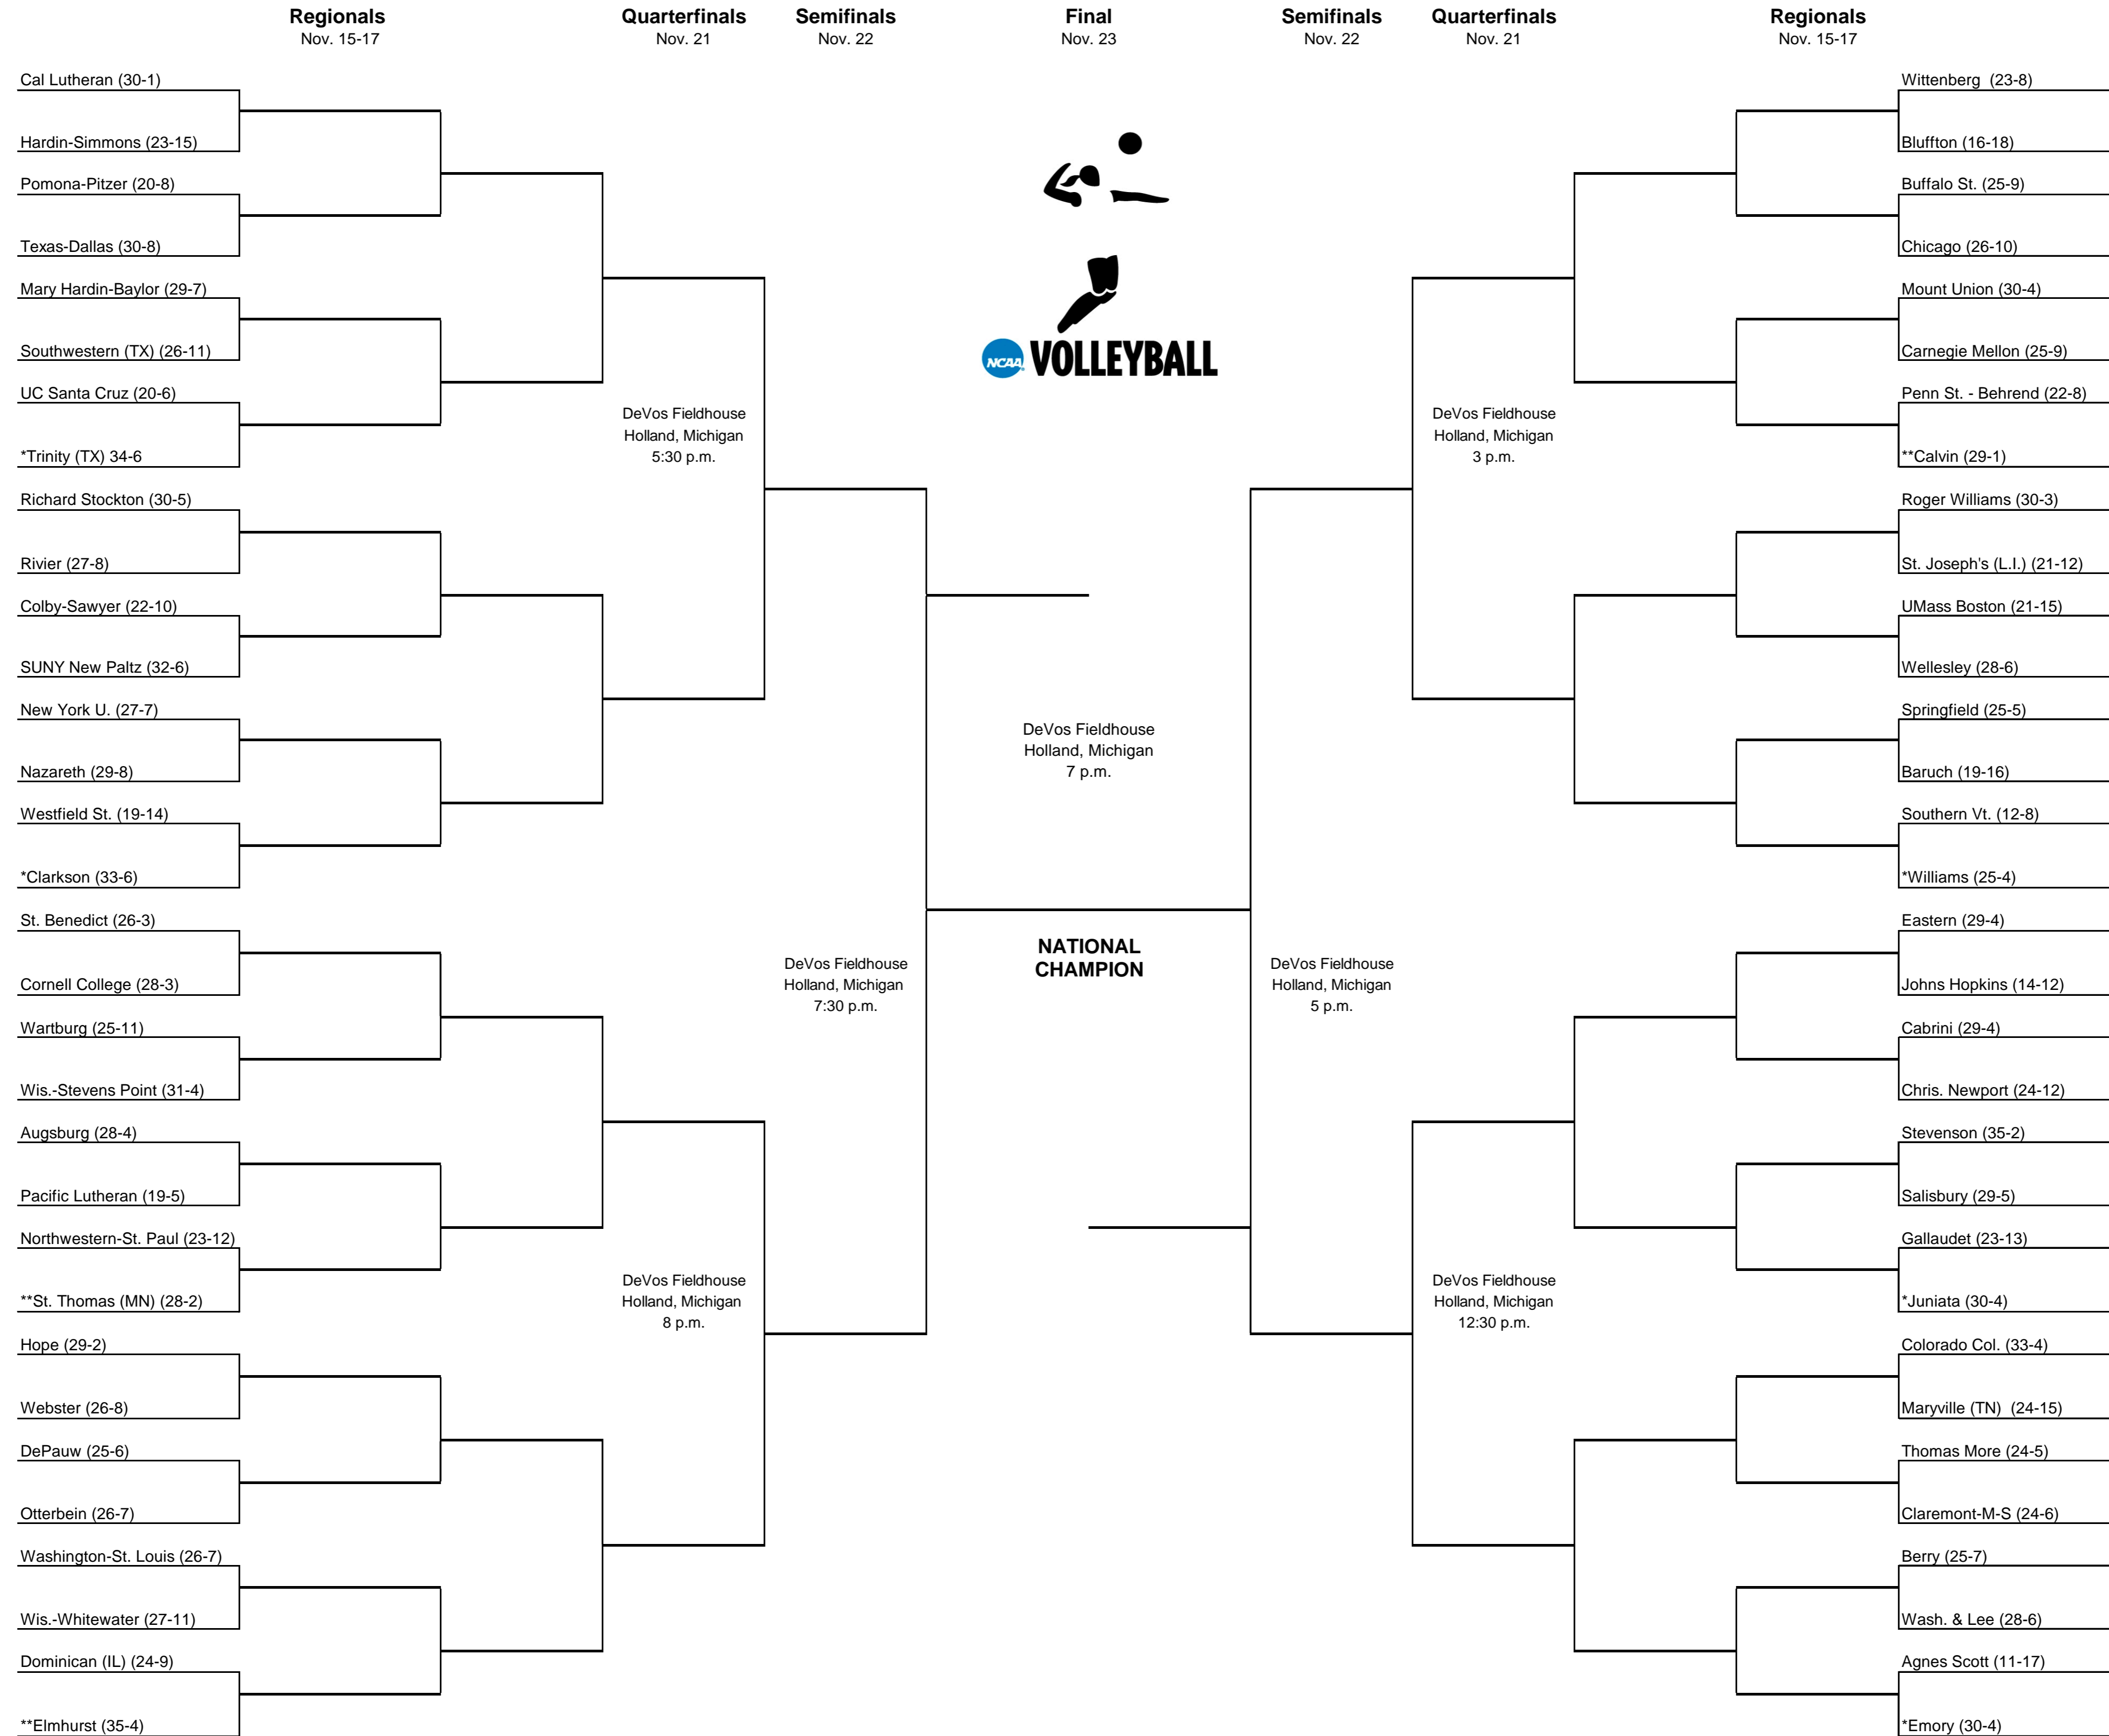 Regionals
Nov. 15-17
Quarterfinals
Nov. 21
Semifinals
Nov. 22
Final
Nov. 23
Semifinals
Nov. 22
Quarterfinals
Nov. 21
Regionals
Nov. 15-17
Cal Lutheran (30-1)
Hardin-Simmons (23-15)
Pomona-Pitzer (20-8)
Texas-Dallas (30-8)
Mary Hardin-Baylor (29-7)
Southwestern (TX) (26-11)
UC Santa Cruz (20-6)
*Trinity (TX) 34-6
Richard Stockton (30-5)
Rivier (27-8)
Colby-Sawyer (22-10)
SUNY New Paltz (32-6)
New York U. (27-7)
Nazareth (29-8)
Westfield St. (19-14)
*Clarkson (33-6)
St. Benedict (26-3)
Cornell College (28-3)
Wartburg (25-11)
Wis.-Stevens Point (31-4)
Augsburg (28-4)
Pacific Lutheran (19-5)
Northwestern-St. Paul (23-12)
**St. Thomas (MN) (28-2)
Hope (29-2)
Webster (26-8)
DePauw (25-6)
Otterbein (26-7)
Washington-St. Louis (26-7)
Wis.-Whitewater (27-11)
Dominican (IL) (24-9)
**Elmhurst (35-4)
DeVos Fieldhouse
Holland, Michigan
5:30 p.m.
DeVos Fieldhouse
Holland, Michigan
8 p.m.
DeVos Fieldhouse
Holland, Michigan
7:30 p.m.
NCAA VOLLEYBALL
DeVos Fieldhouse
Holland, Michigan
7 p.m.
NATIONAL
CHAMPION
DeVos Fieldhouse
Holland, Michigan
5 p.m.
DeVos Fieldhouse
Holland, Michigan
3 p.m.
DeVos Fieldhouse
Holland, Michigan
12:30 p.m.
Wittenberg (23-8)
Bluffton (16-18)
Buffalo St. (25-9)
Chicago (26-10)
Mount Union (30-4)
Carnegie Mellon (25-9)
Penn St. - Behrend (22-8)
**Calvin (29-1)
Roger Williams (30-3)
St. Joseph's (L.I.) (21-12)
UMass Boston (21-15)
Wellesley (28-6)
Springfield (25-5)
Baruch (19-16)
Southern Vt. (12-8)
*Williams (25-4)
Eastern (29-4)
Johns Hopkins (14-12)
Cabrini (29-4)
Chris. Newport (24-12)
Stevenson (35-2)
Salisbury (29-5)
Gallaudet (23-13)
*Juniata (30-4)
Colorado Col. (33-4)
Maryville (TN) (24-15)
Thomas More (24-5)
Claremont-M-S (24-6)
Berry (25-7)
Wash. & Lee (28-6)
Agnes Scott (11-17)
*Emory (30-4)